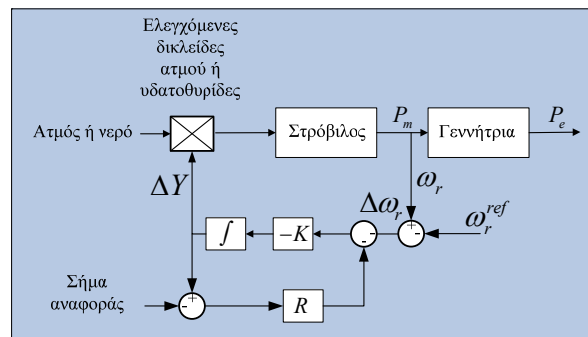 Ελεγχόμενες
δικλείδες
ατμού ή
υδατοθυρίδες
Ατμός ή νερό
Στρόβιλος
P_m
Γεννήτρια
P_e
ΔY
ω_r
Δω_r
ω_r^{ref}
+
-
-
-
∫
-K
Σήμα
αναφοράς
+
-
R